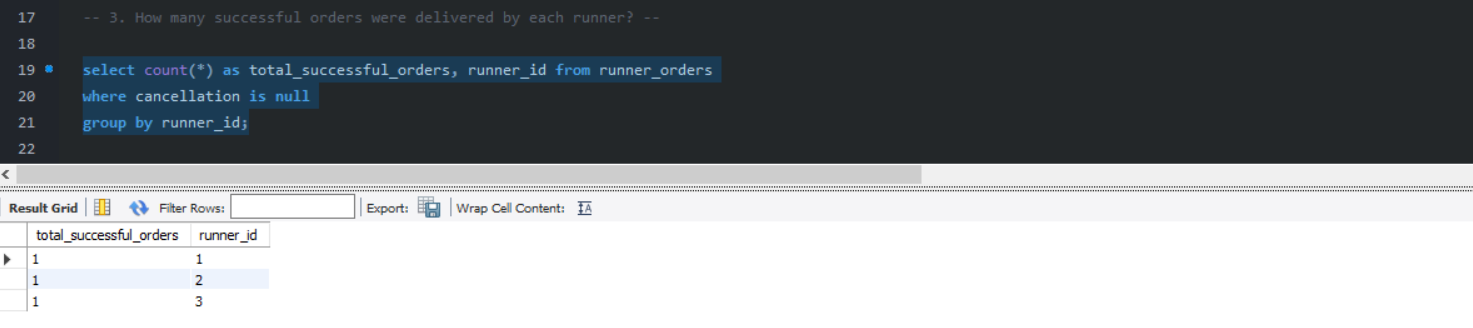 17 -- 3. How many successful orders were delivered by each runner? --
18
19 select count(*) as total_successful_orders, runner_id from runner_orders
20 where cancellation is null
21 group by runner_id;
22
Result Grid Filter Rows: Export: Wrap Cell Content: IA
total_successful_orders runner_id
1 1
1 2
1 3